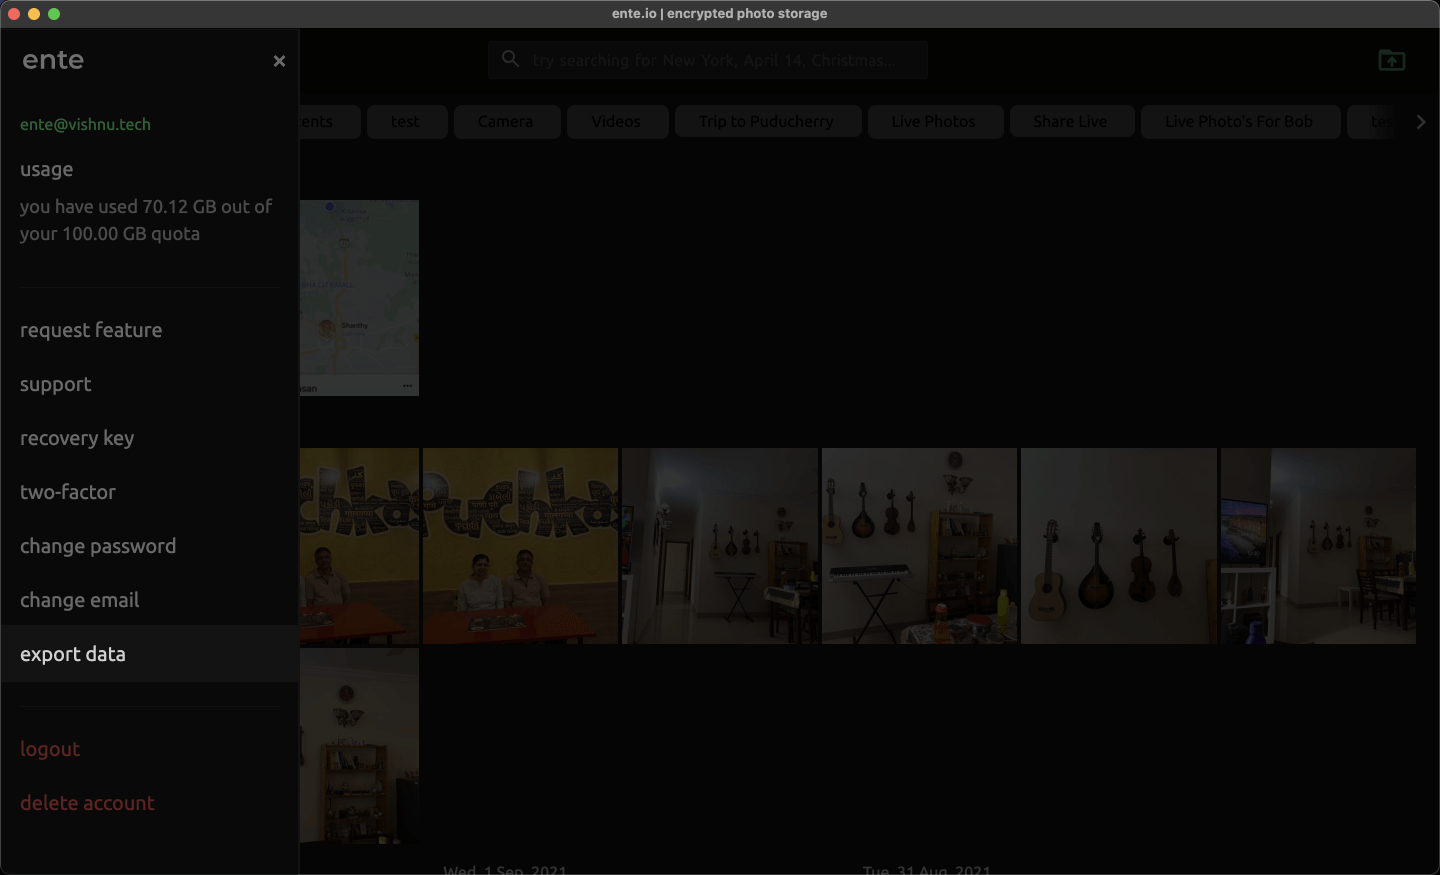 ente.io | encrypted photo storage
ente
try searching for New York, April 14, Christmas...
ente@vishnu.tech
test
Camera
Videos
Trip to Puducherry
Live Photos
Share Live
Live Photo's For Bob
usage
you have used 70.12 GB out of
your 100.00 GB quota
request feature
support
recovery key
two-factor
change password
change email
export data
logout
delete account
Shanthy
Puchka
Wed, 1 Sep, 2021
Tue, 31 Aug, 2021